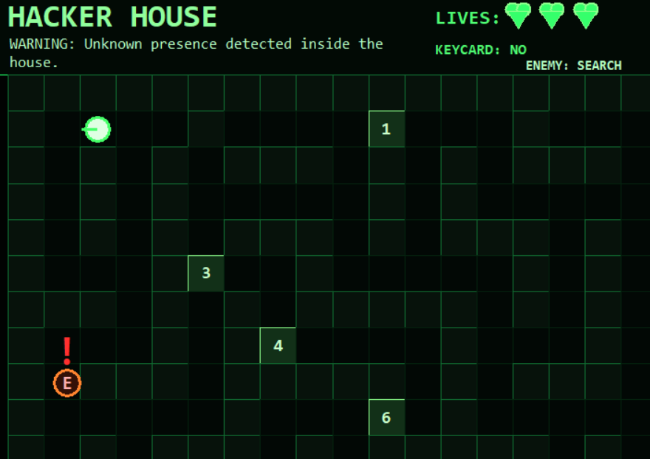 HACKER HOUSE
LIVES:
WARNING: Unknown presence detected inside the
house.
KEYCARD: NO
ENEMY: SEARCH
1
3
4
!
E
6